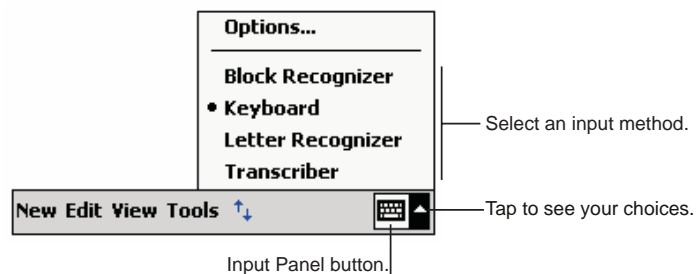 Options...
Block Recognizer
Keyboard
Letter Recognizer
Transcriber
Select an input method.
New Edit View Tools
Tap to see your choices.
Input Panel button.